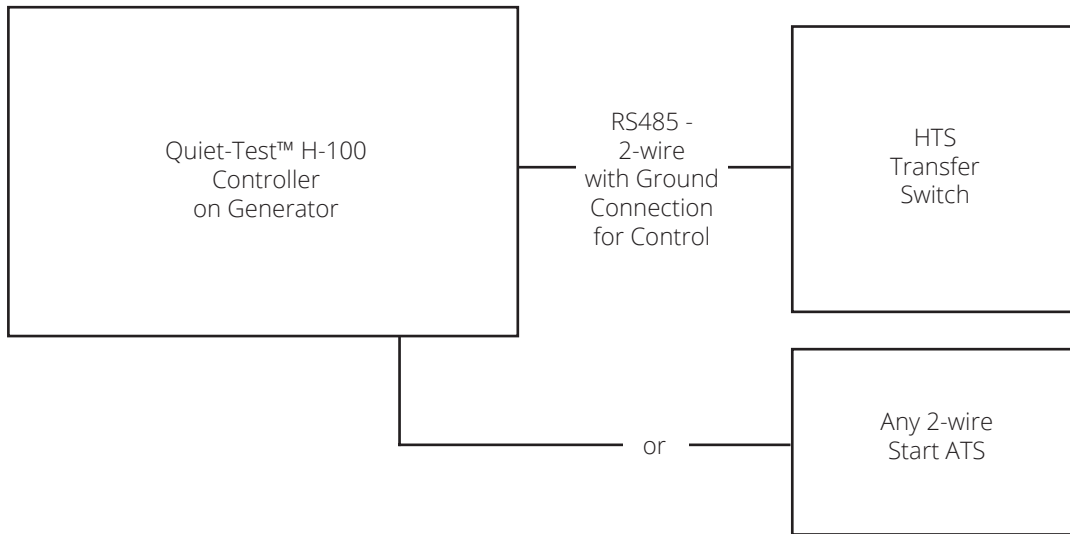 Quiet-Test™ H-100
Controller
on Generator
RS485 -
2-wire
with Ground
Connection
for Control
HTS
Transfer
Switch
or
Any 2-wire
Start ATS